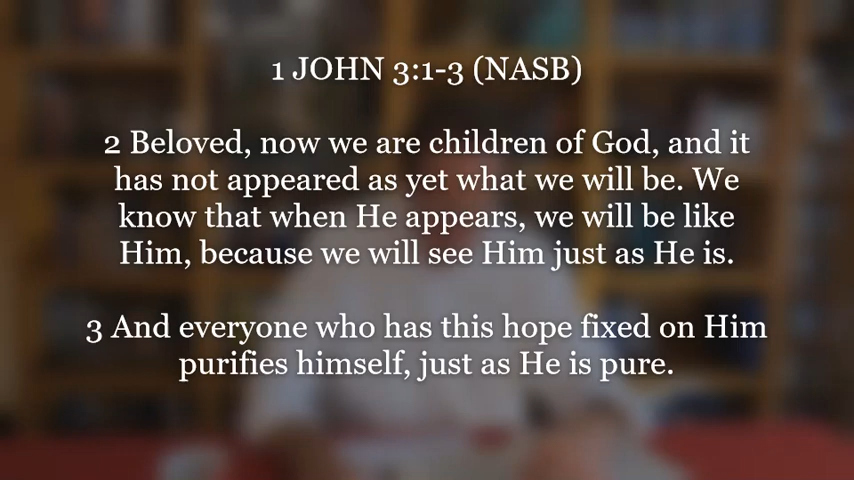 1 JOHN 3:1-3 (NASB)
2 Beloved, now we are children of God, and it
has not appeared as yet what we will be. We
know that when He appears, we will be like
Him, because we will see Him just as He is.
3 And everyone who has this hope fixed on Him
purifies himself, just as He is pure.